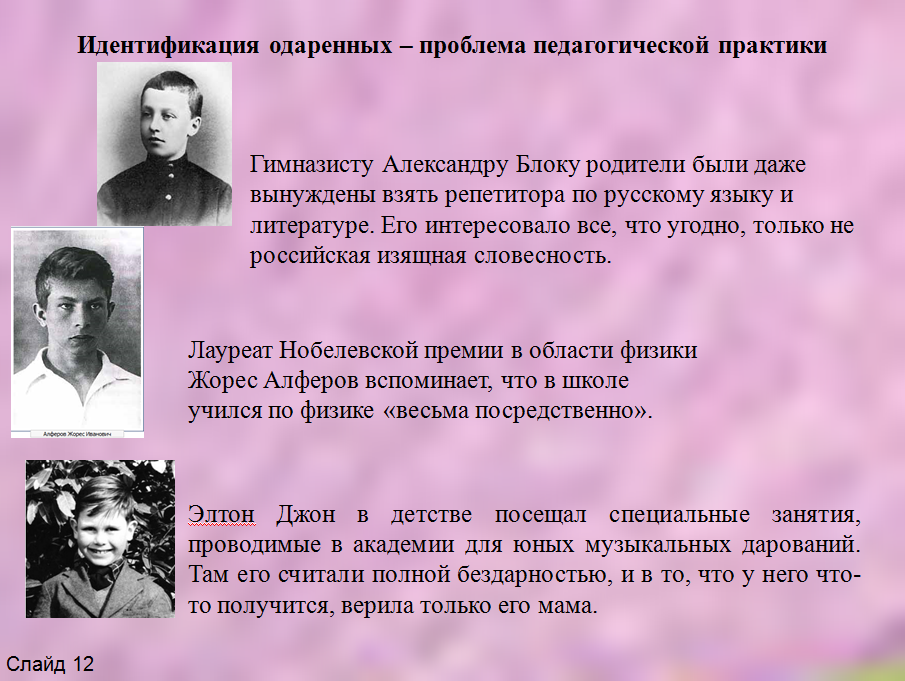 Идентификация одаренных – проблема педагогической практики
Гимназисту Александру Блоку родители были даже
вынуждены взять репетитора по русскому языку и
литературе. Его интересовало все, что угодно, только не
российская изящная словесность.
Алферов Жорес Иванович
Лауреат Нобелевской премии в области физики
Жорес Алферов вспоминает, что в школе
учился по физике «весьма посредственно».
Элтон Джон в детстве посещал специальные занятия,
проводимые в академии для юных музыкальных дарований.
Там его считали полной бездарностью, и в то, что у него что-
то получится, верила только его мама.
Слайд 12